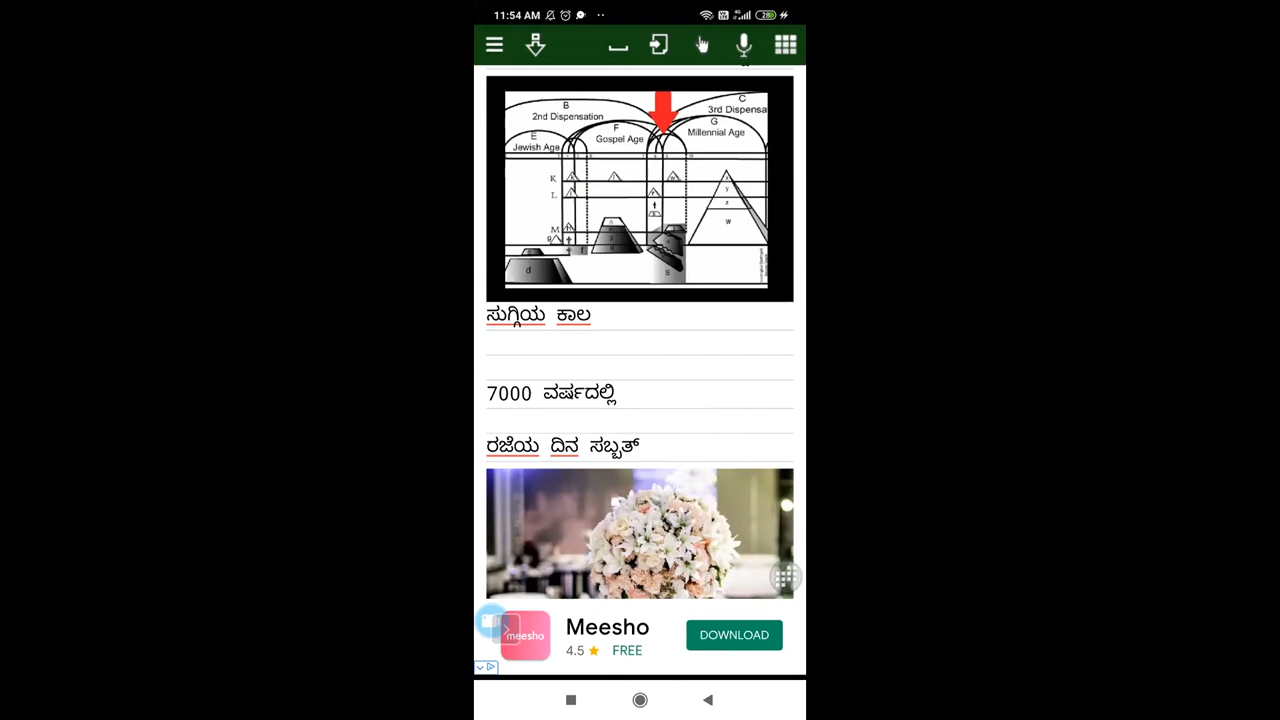 11:54 AM
28
B
2nd Dispensation
C
3rd Dispensa
F
Gospel Age
G
Millennial Age
E
Jewish Age
K
L
M
x
y
z
w
n
d
s
ಸುಗ್ಗಿಯ ಕಾಲ
7000 ವರ್ಷದಲ್ಲಿ
ರಜೆಯ ದಿನ ಸಬ್ಬತ್
meesho
Meesho
4.5 FREE
DOWNLOAD